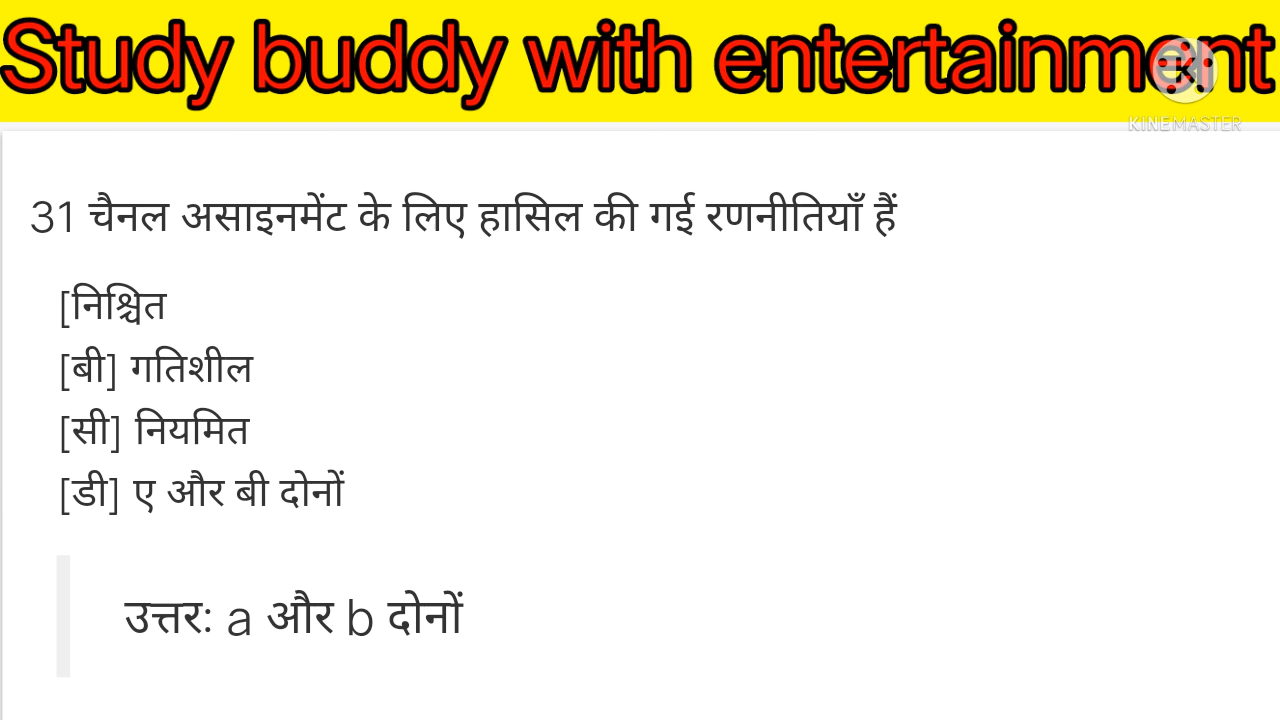 Study buddy with entertainment
KINEMASTER
31 चैनल असाइनमेंट के लिए हासिल की गई रणनीतियाँ हैं
[निश्चित
[बी] गतिशील
[सी] नियमित
[डी] ए और बी दोनों
उत्तर: a और b दोनों